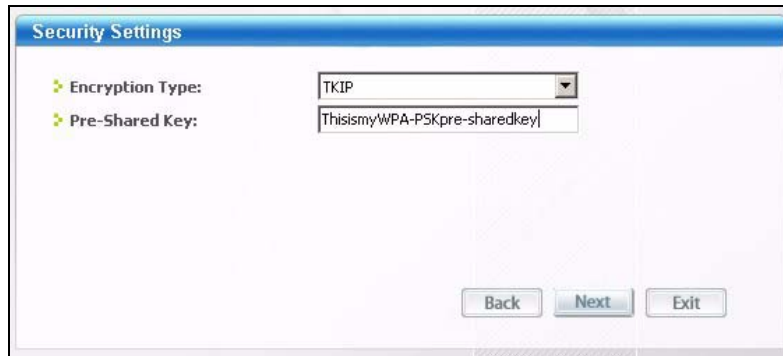 Security Settings
Encryption Type: TKIP
Pre-Shared Key: ThisismyWPA-PSKpre-sharedkey
Back Next Exit